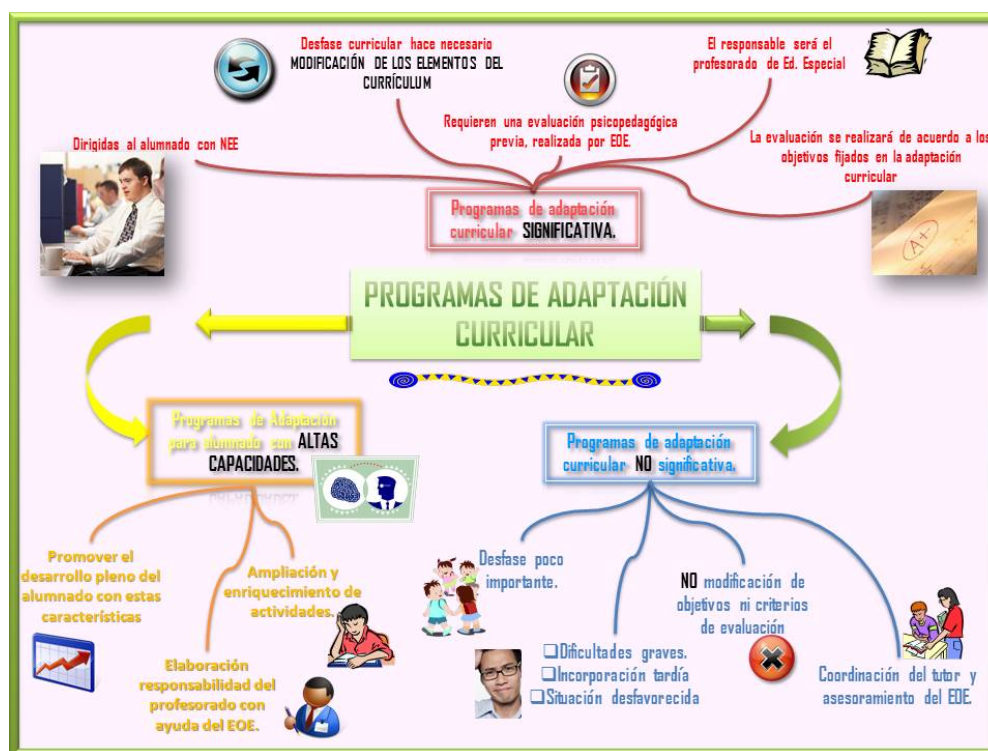 Desfase curricular hace necesario
MODIFICACIÓN DE LOS ELEMENTOS DEL
CURRÍCULUM
El responsable será el
profesorado de Ed. Especial
Requieren una evaluación psicopedagógica
previa, realizada por EOE.
Dirigidas al alumnado con NEE
La evaluación se realizará de acuerdo a los
objetivos fijados en la adaptación
curricular
A+
Programas de adaptación
curricular SIGNIFICATIVA.
PROGRAMAS DE ADAPTACIÓN
CURRICULAR
Programas de Adaptación
para alumnado con ALTAS
CAPACIDADES.
Programas de adaptación
curricular NO significativa.
Promover el
desarrollo pleno del
alumnado con estas
características
Ampliación y
enriquecimiento de
actividades.
Elaboración
responsabilidad del
profesorado con
ayuda del EOE.
Desfase poco
importante.
❑Dificultades graves.
❑Incorporación tardía
❑Situación desfavorecida
NO modificación de
objetivos ni criterios
de evaluación
Coordinación del tutor y
asesoramiento del EOE.